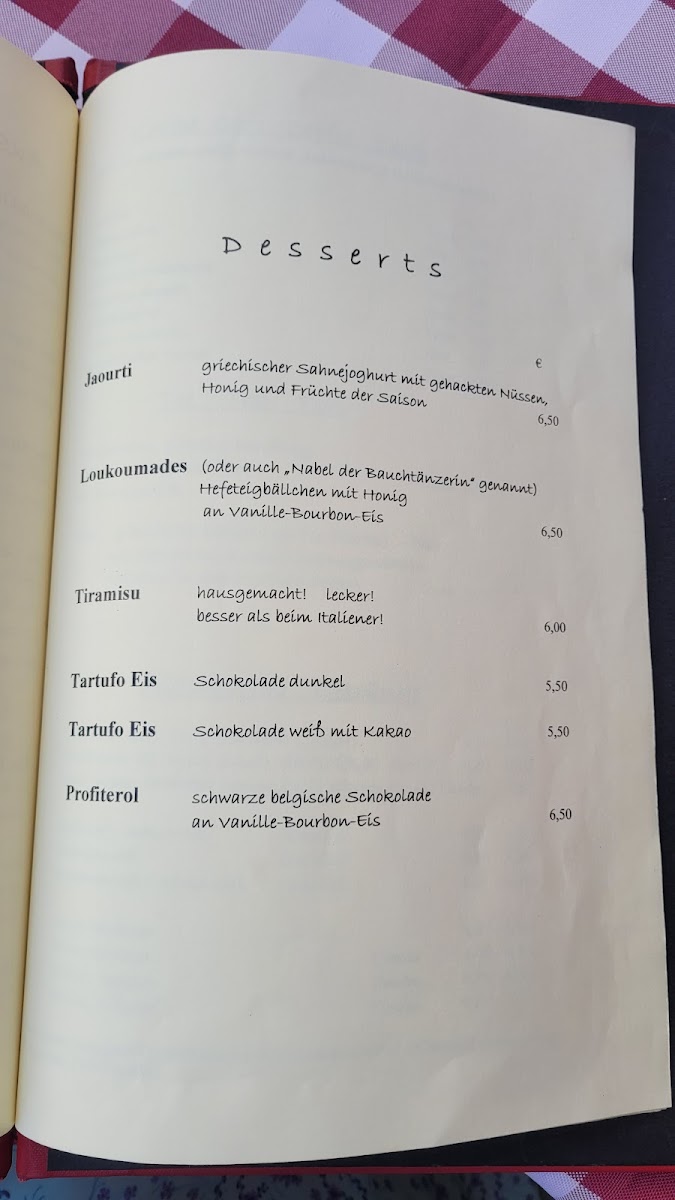 Desserts
€
Jaourti griechischer Sahnejoghurt mit gehackten Nüssen,
Honig und Früchte der Saison
6,50
Loukoumades (oder auch „Nabel der Bauchtänzerin“ genannt)
Hefeteigbällchen mit Honig
an Vanille-Bourbon-Eis
6,50
Tiramisu hausgemacht! lecker!
besser als beim Italiener!
6,00
Tartufo Eis Schokolade dunkel 5,50
Tartufo Eis Schokolade weiß mit Kakao 5,50
Profiterol schwarze belgische Schokolade
an Vanille-Bourbon-Eis 6,50